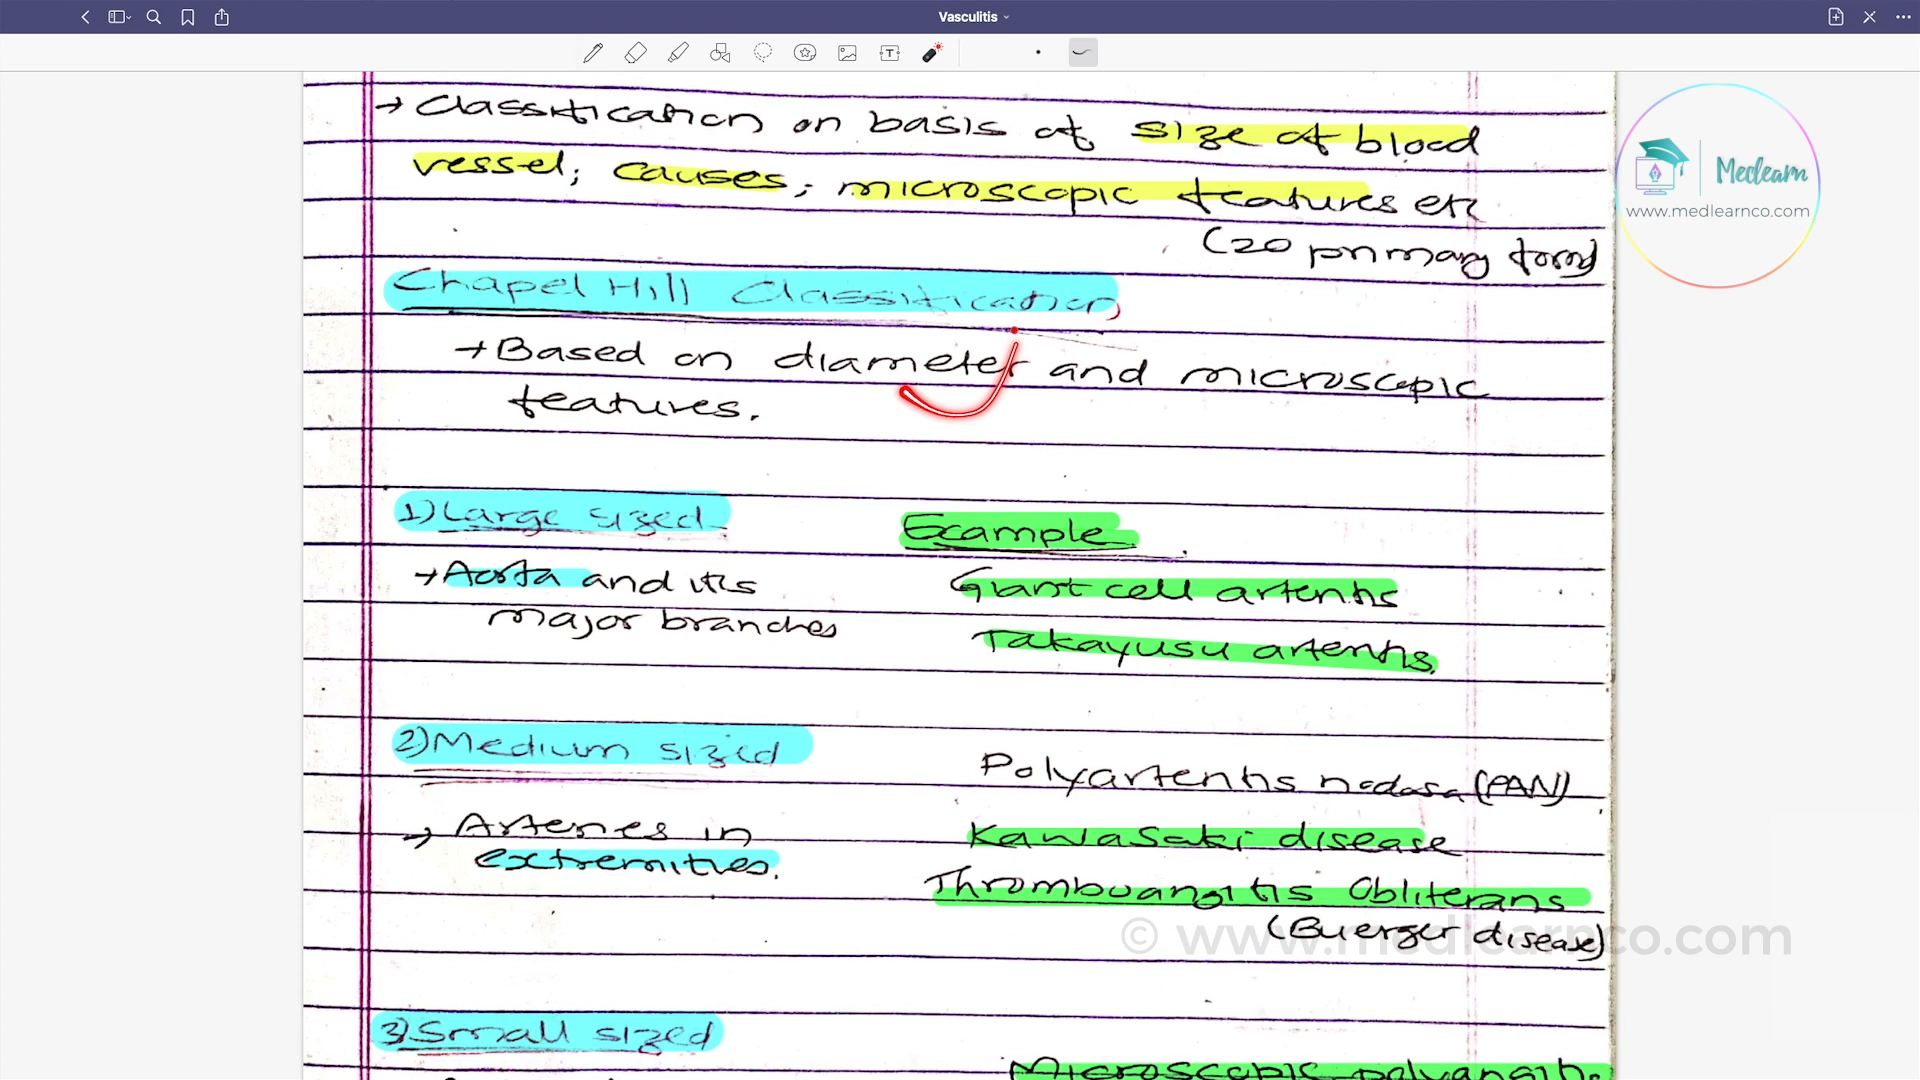 Vasculitis
→ Classification on basis of size of blood
vessel, causes, microscopic features etc
(20 primary forms)
Medlearn
www.medlearnco.com
Chapel Hill Classification
→ Based on diameter and microscopic
features.
1) Large sized
Example
→ Aorta and its
major branches
Giant cell arteritis
Takayusu arteritis.
2) Medium sized
Polyarteritis nodosa (PAN)
→ Arteries in
extremities.
Kawasaki disease
Thromboangitis Obliterans
(Buerger disease)
© www.medlearnco.com
3) Small sized
Microscopic polyangitis